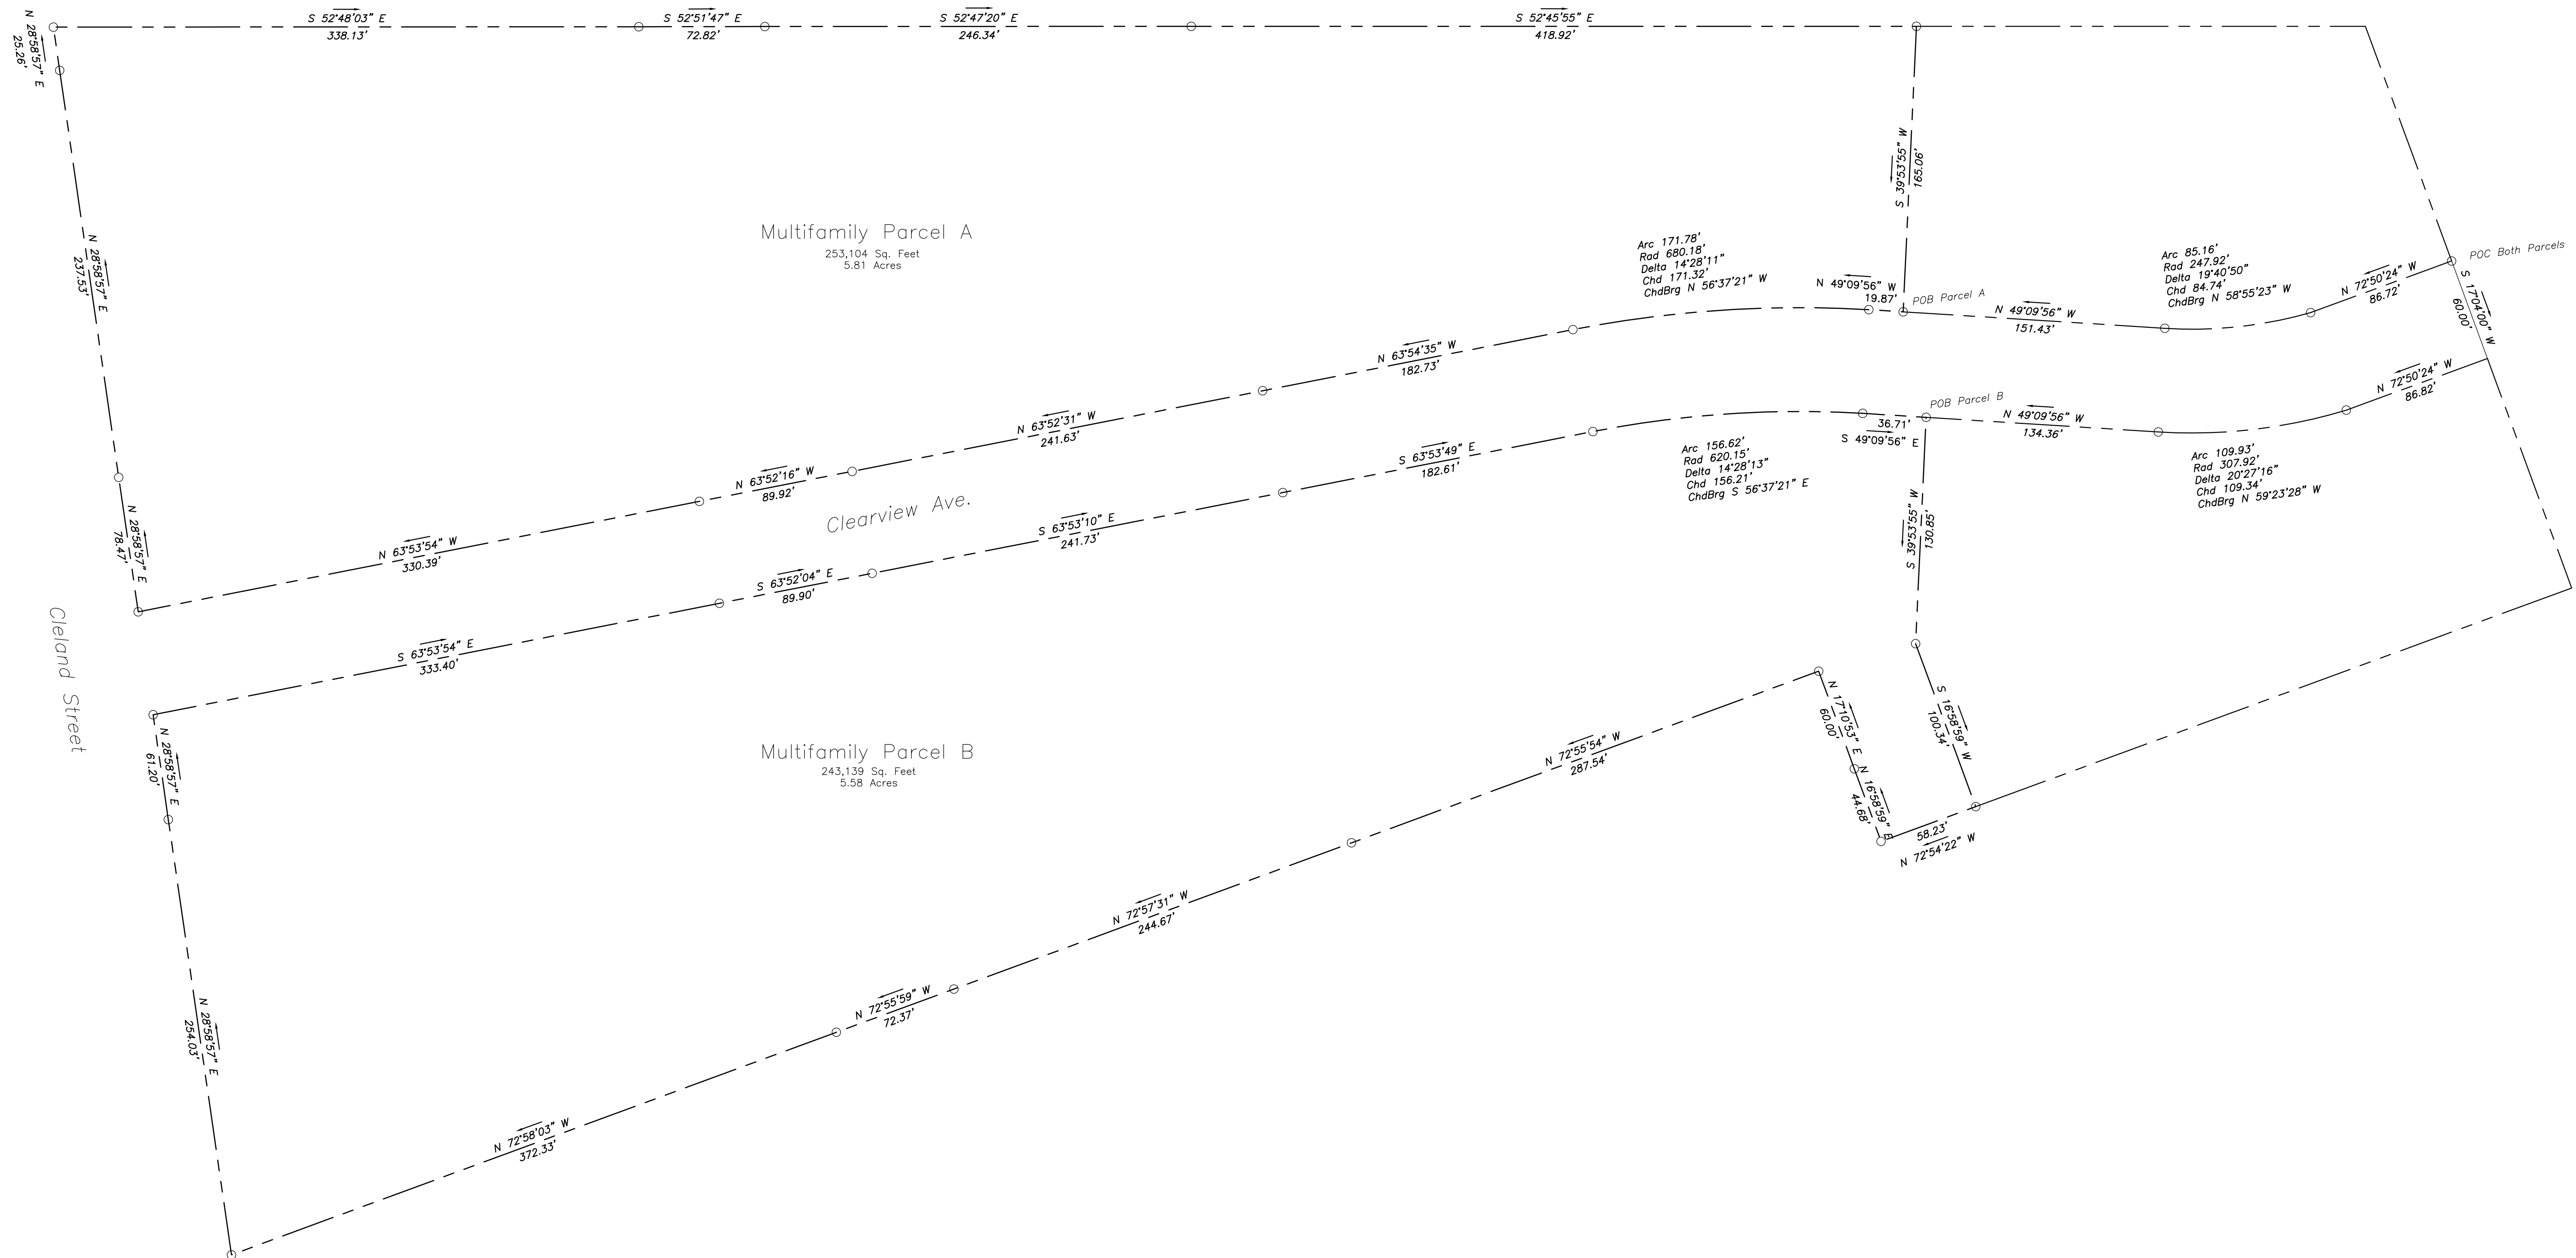 S 52°48'03" E
338.13'
S 52°51'47" E
72.82'
S 52°47'20" E
246.34'
S 52°45'55" E
418.92'
N 28°58'57" E
25.26'
N 28°58'57" E
237.53'
N 28°58'57" E
78.47'
Multifamily Parcel A
253,104 Sq. Feet
5.81 Acres
S 39°53'55" W
165.06'
Arc 171.78'
Rad 680.18'
Delta 14°28'11"
Chd 171.32'
ChdBrg N 56°37'21" W
N 49°09'56" W
19.87'
POB Parcel A
N 49°09'56" W
151.43'
Arc 85.16'
Rad 247.92'
Delta 19°40'50"
Chd 84.74'
ChdBrg N 58°55'23" W
N 72°50'24" W
86.72'
POC Both Parcels
S 17°04'00" W
60.00'
N 63°54'35" W
182.73'
N 63°52'31" W
241.63'
N 63°52'16" W
89.92'
N 63°53'54" W
330.39'
Clearview Ave.
S 63°53'54" E
333.40'
S 63°52'04" E
89.90'
S 63°53'10" E
241.73'
S 63°53'49" E
182.61'
Arc 156.62'
Rad 620.15'
Delta 14°28'13"
Chd 156.21'
ChdBrg S 56°37'21" E
36.71'
S 49°09'56" E
POB Parcel B
N 49°09'56" W
134.36'
Arc 109.93'
Rad 307.92'
Delta 20°27'16"
Chd 109.34'
ChdBrg N 59°23'28" W
N 72°50'24" W
86.82'
S 39°53'55" W
130.85'
S 16°58'59" W
100.34'
N 17°10'53" E
60.00'
N 16°58'59" E
44.68'
58.23'
N 72°54'22" W
Cleland Street
N 28°58'57" E
61.20'
N 28°58'57" E
254.03'
Multifamily Parcel B
243,139 Sq. Feet
5.58 Acres
N 72°55'54" W
287.54'
N 72°57'31" W
244.67'
N 72°55'59" W
72.37'
N 72°58'03" W
372.33'